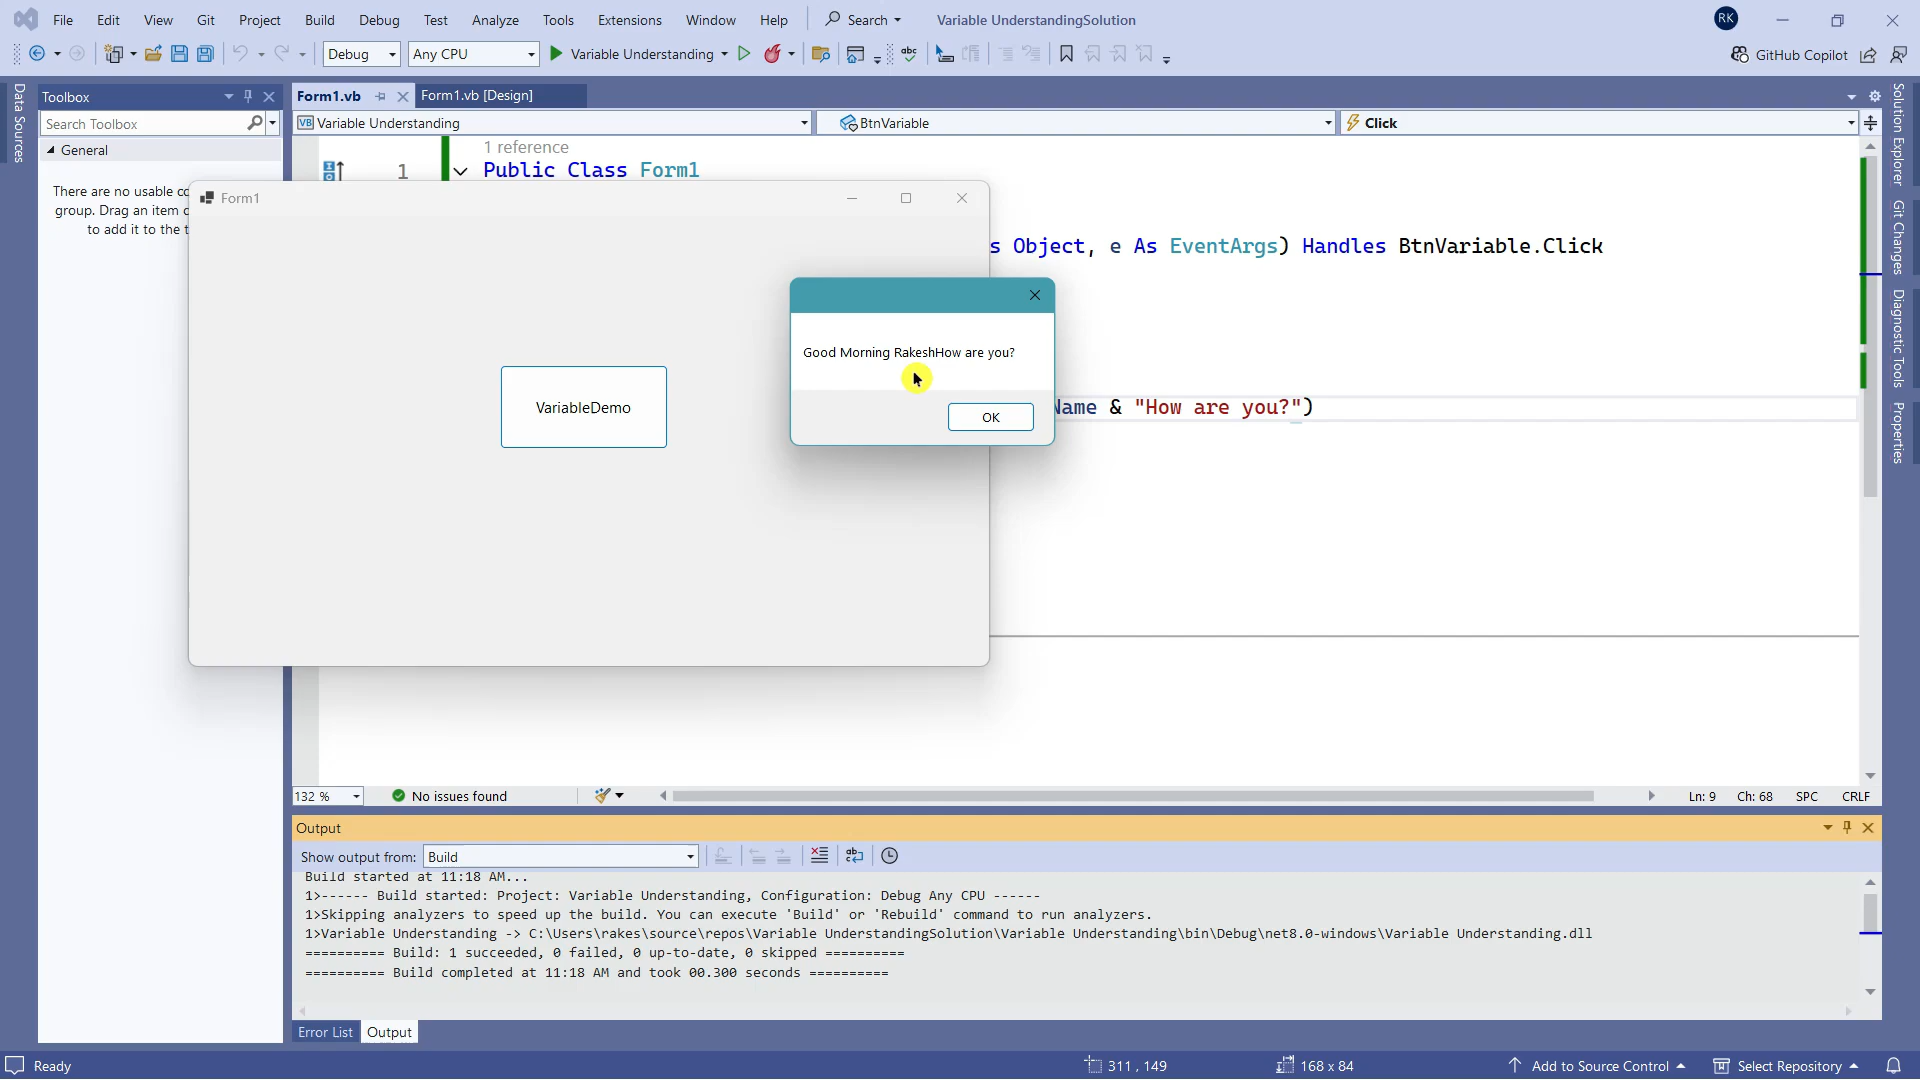 File Edit View Git Project Build Debug Test Analyze Tools Extensions Window Help Search Variable UnderstandingSolution RK
Debug Any CPU Variable Understanding abc GitHub Copilot
Data Sources
Toolbox
Search Toolbox
General
There are no usable co
group. Drag an item o
to add it to the t
Form1.vb Form1.vb [Design]
VB Variable Understanding BtnVariable Click
1 reference
1 Public Class Form1
s Object, e As EventArgs) Handles BtnVariable.Click
Name & "How are you?")
Form1
VariableDemo
Good Morning RakeshHow are you?
OK
Solution Explorer
Git Changes
Diagnostic Tools
Properties
132 % No issues found Ln: 9 Ch: 68 SPC CRLF
Output
Show output from: Build
Build started at 11:18 AM...
1>------ Build started: Project: Variable Understanding, Configuration: Debug Any CPU ------
1>Skipping analyzers to speed up the build. You can execute 'Build' or 'Rebuild' command to run analyzers.
1>Variable Understanding -> C:\Users\rakes\source\repos\Variable UnderstandingSolution\Variable Understanding\bin\Debug\net8.0-windows\Variable Understanding.dll
========== Build: 1 succeeded, 0 failed, 0 up-to-date, 0 skipped ==========
========== Build completed at 11:18 AM and took 00.300 seconds ==========
Error List Output
Ready 311 , 149 168 x 84 Add to Source Control Select Repository